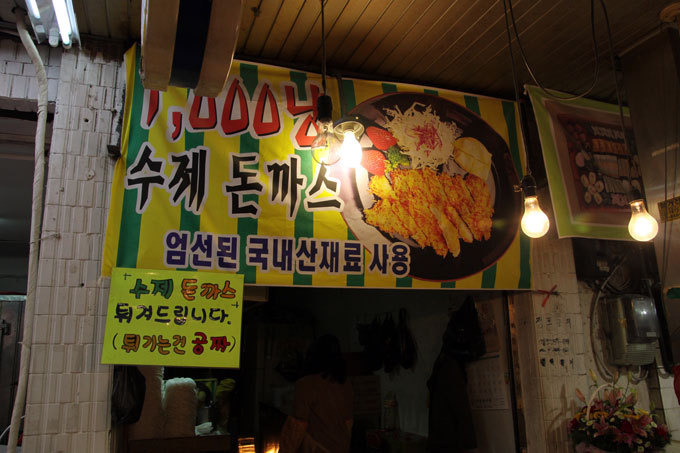 1,000냥
수제 돈까스
엄선된 국내산재료 사용
수제 돈까스
튀겨드립니다.
(튀기는건 공짜)